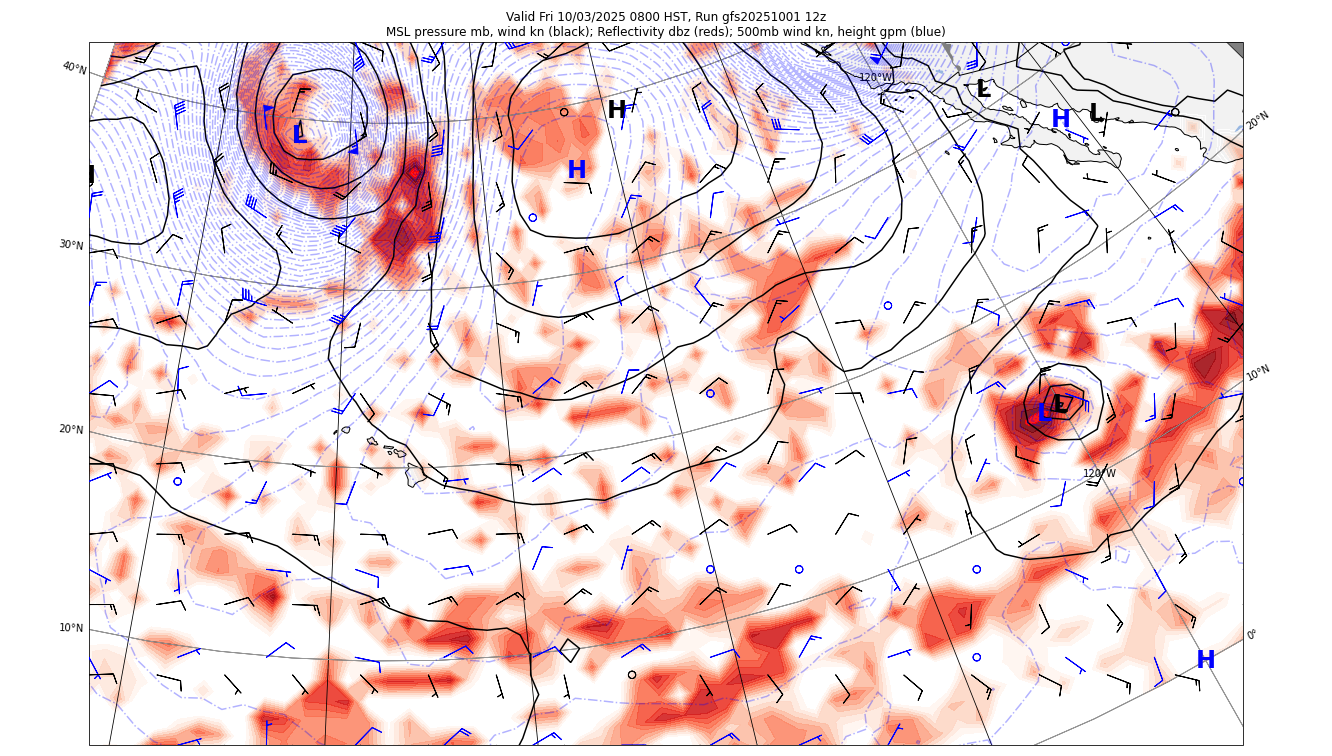 Valid Fri 10/03/2025 0800 HST, Run gfs20251001 12z
MSL pressure mb, wind kn (black); Reflectivity dbz (reds); 500mb wind kn, height gpm (blue)
40°N
120°W
L
H
L
H
L
20°N
H
30°N
10°N
L
L
20°N
120°W
10°N
0°
H